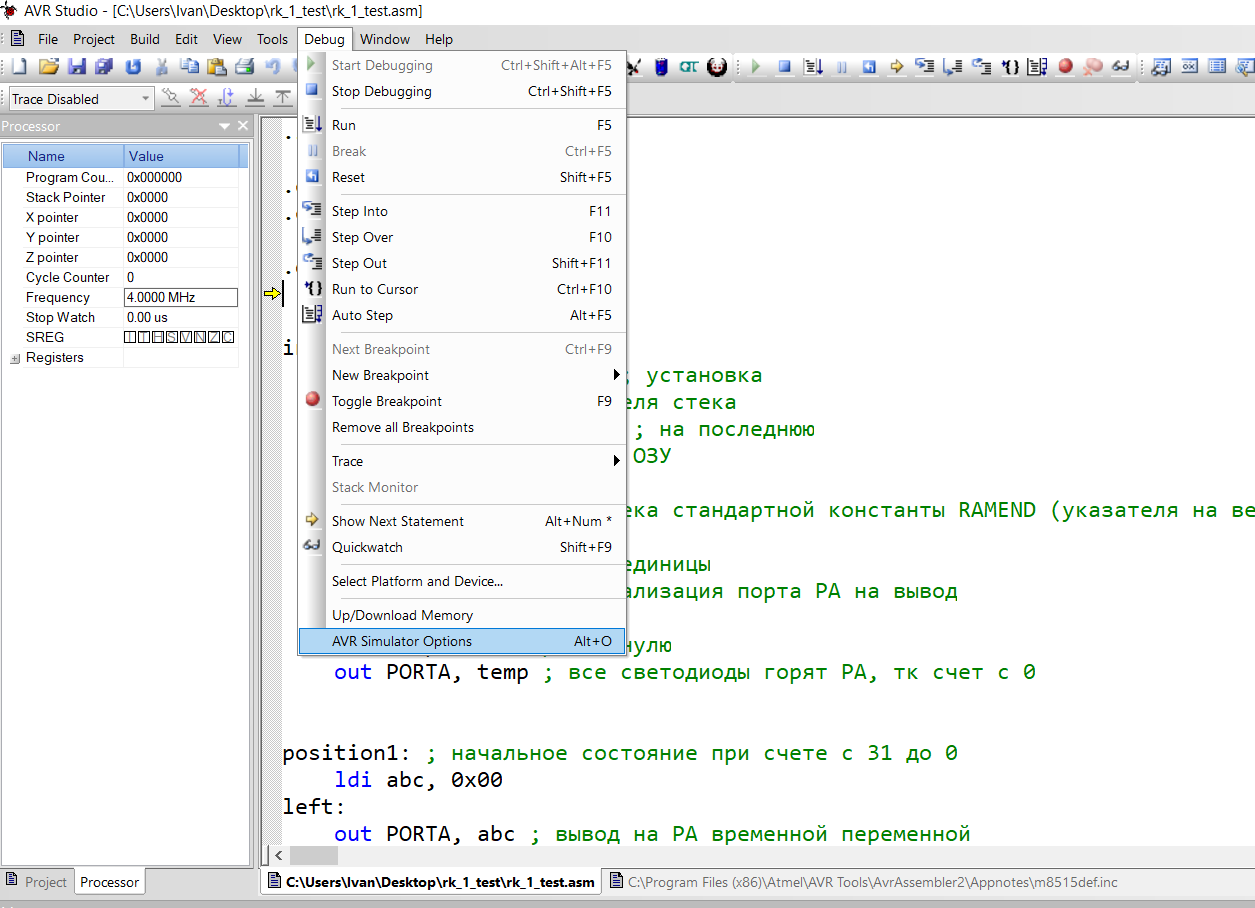 AVR Studio - [C:\Users\Ivan\Desktop\rk_1_test\rk_1_test.asm]
File Project Build Edit View Tools Debug Window Help
Trace Disabled
Processor
Name Value
Program Cou... 0x000000
Stack Pointer 0x0000
X pointer 0x0000
Y pointer 0x0000
Z pointer 0x0000
Cycle Counter 0
Frequency 4.0000 MHz
Stop Watch 0.00 us
SREG I T H S V N Z C
Registers
Start Debugging Ctrl+Shift+Alt+F5
Stop Debugging Ctrl+Shift+F5
Run F5
Break Ctrl+F5
Reset Shift+F5
Step Into F11
Step Over F10
Step Out Shift+F11
Run to Cursor Ctrl+F10
Auto Step Alt+F5
Next Breakpoint Ctrl+F9
New Breakpoint
Toggle Breakpoint F9
Remove all Breakpoints
Trace
Stack Monitor
Show Next Statement Alt+Num *
Quickwatch Shift+F9
Select Platform and Device...
Up/Download Memory
AVR Simulator Options Alt+O
; установка
стека
; на последнюю
ОЗУ
стандартной константы RAMEND (указателя на
единицы
порта PA на вывод
out PORTA, temp ; все светодиоды горят PA, тк счет с 0
position1: ; начальное состояние при счете с 31 до 0
ldi abc, 0x00
left:
out PORTA, abc ; вывод на PA временной переменной
Project Processor
C:\Users\Ivan\Desktop\rk_1_test\rk_1_test.asm C:\Program Files (x86)\Atmel\AVR Tools\AvrAssembler2\Appnotes\m8515def.inc